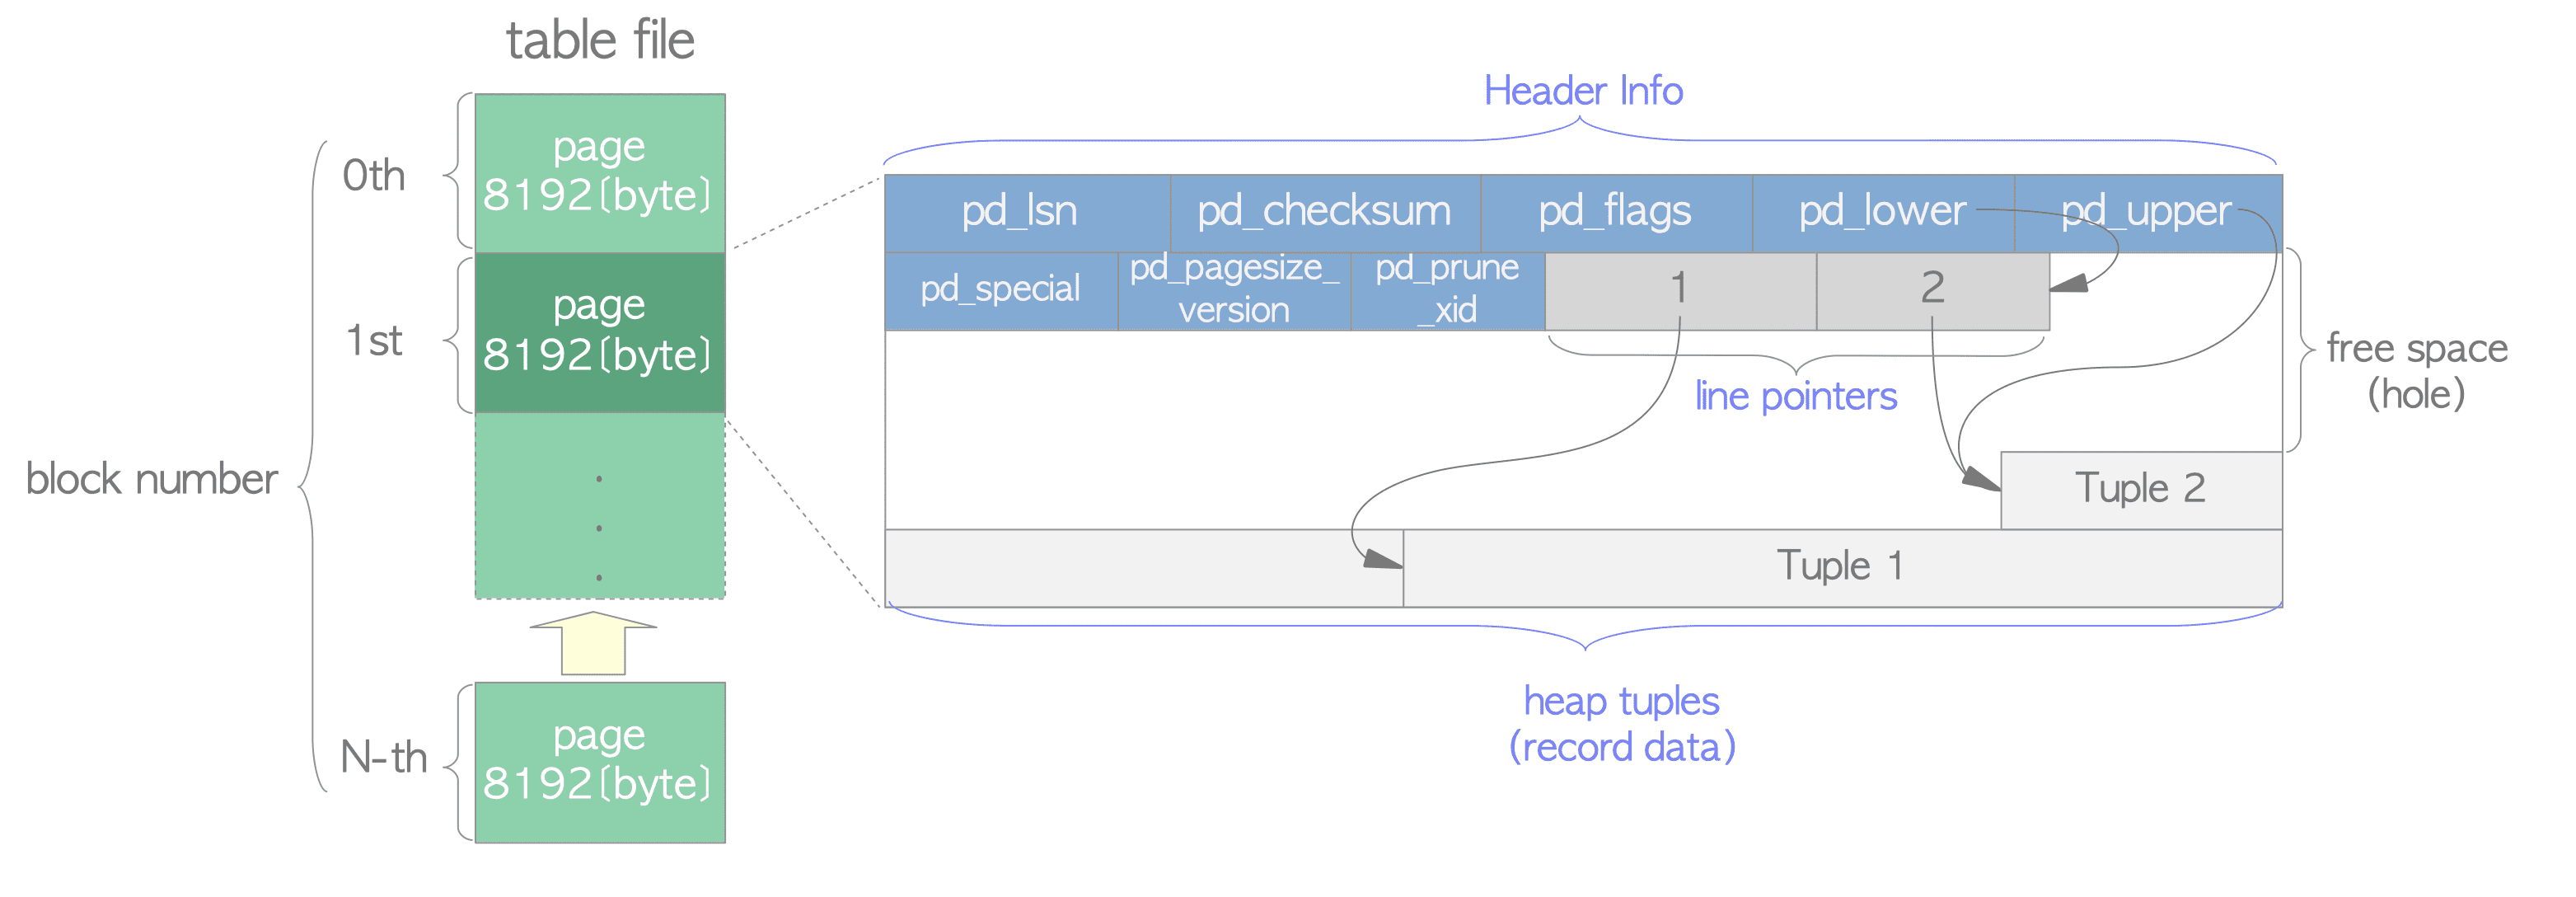 table file
block number
0th
page
8192[byte]
1st
page
8192[byte]
.
.
.
N-th
page
8192[byte]
Header Info
pd_lsn pd_checksum pd_flags pd_lower pd_upper
pd_special
pd_pagesize_
version
pd_prune
_xid
1 2
line pointers
free space
(hole)
Tuple 2
Tuple 1
heap tuples
(record data)